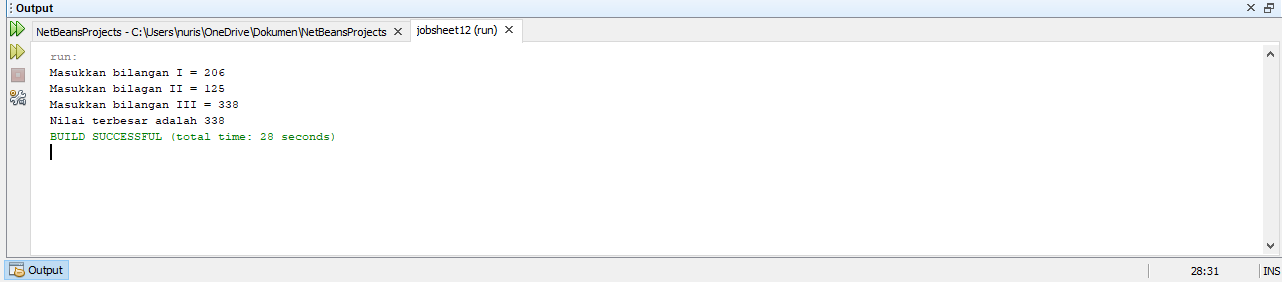 Output
NetBeansProjects - C:\Users\nuris\OneDrive\Dokumen\NetBeansProjects
jobsheet12 (run)
run:
Masukkan bilangan I = 206
Masukkan bilagan II = 125
Masukkan bilangan III = 338
Nilai terbesar adalah 338
BUILD SUCCESSFUL (total time: 28 seconds)
Output
28:31
INS